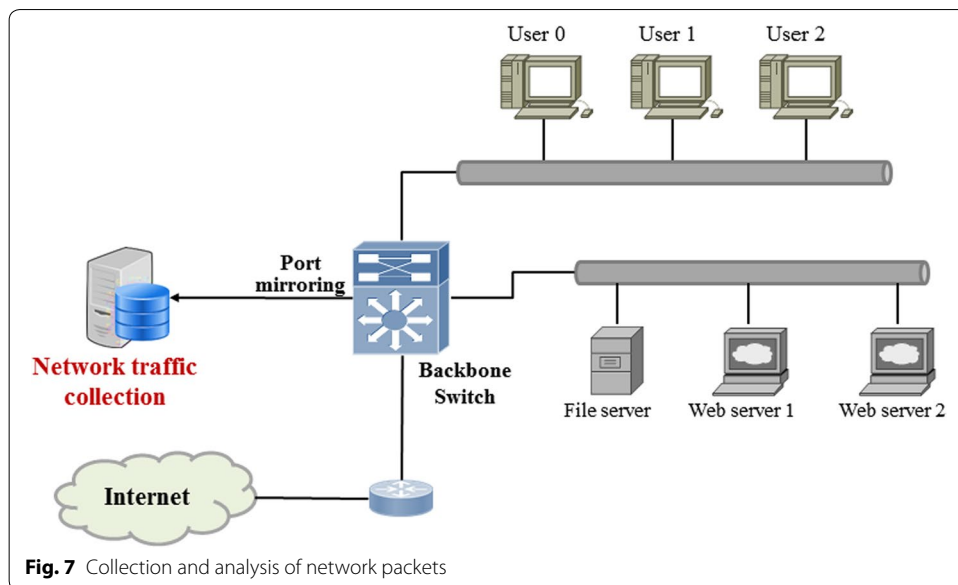 User 0
User 1
User 2
Port
mirroring
Network traffic
collection
Backbone
Switch
File server
Web server 1
Web server 2
Internet
Fig. 7 Collection and analysis of network packets